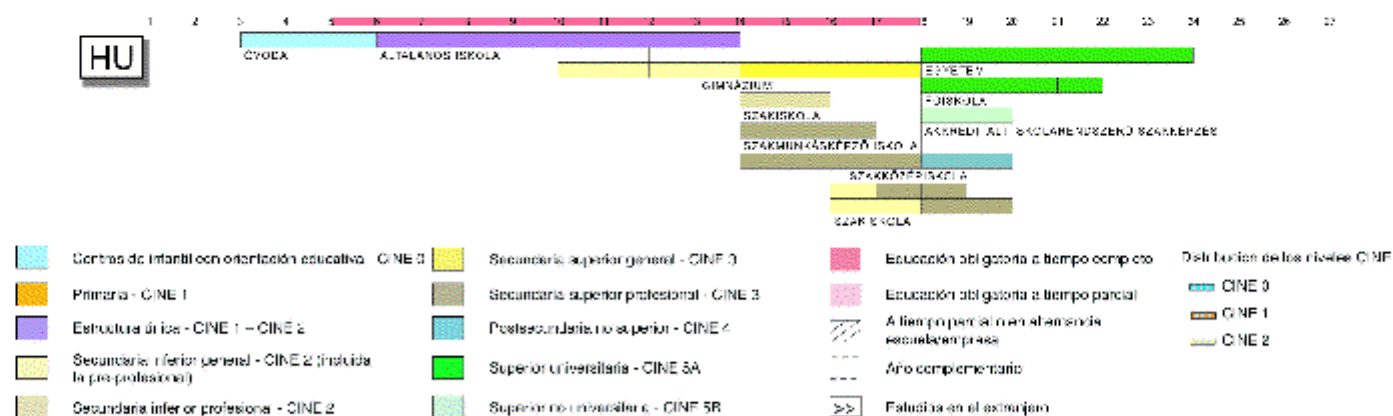 1 2 3 4 5 6 7 8 9 10 11 12 13 14 15 16 17 18 19 20 21 22 23 24 25 26 27
HU
ÓVODA
ÁLTALÁNOS ISKOLA
EGYETEM
GIMNÁZIUM
FŐISKOLA
SZAKISKOLA
AKKREDITÁLT ISKOLARENDSZERŰ SZAKKÉPZÉS
SZAKMUNKÁSKÉPZŐ ISKOLA
SZAKKÖZÉPISKOLA
SZAKISKOLA
Centros de infantil con orientación educativa - CINE 0
Primaria - CINE 1
Estructura única - CINE 1 – CINE 2
Secundaria inferior general - CINE 2 (incluida
la pre-profesional)
Secundaria inferior profesional - CINE 2
Secundaria superior general - CINE 3
Secundaria superior profesional - CINE 3
Postsecundaria no superior - CINE 4
Superior universitaria - CINE 5A
Superior no universitaria - CINE 5B
Educación obligatoria a tiempo completo
Educación obligatoria a tiempo parcial
A tiempo parcial o en alternancia
escuela/empresa
Año complementario
>> Estudios en el extranjero
Distribución de los niveles CINE
CINE 0
CINE 1
CINE 2